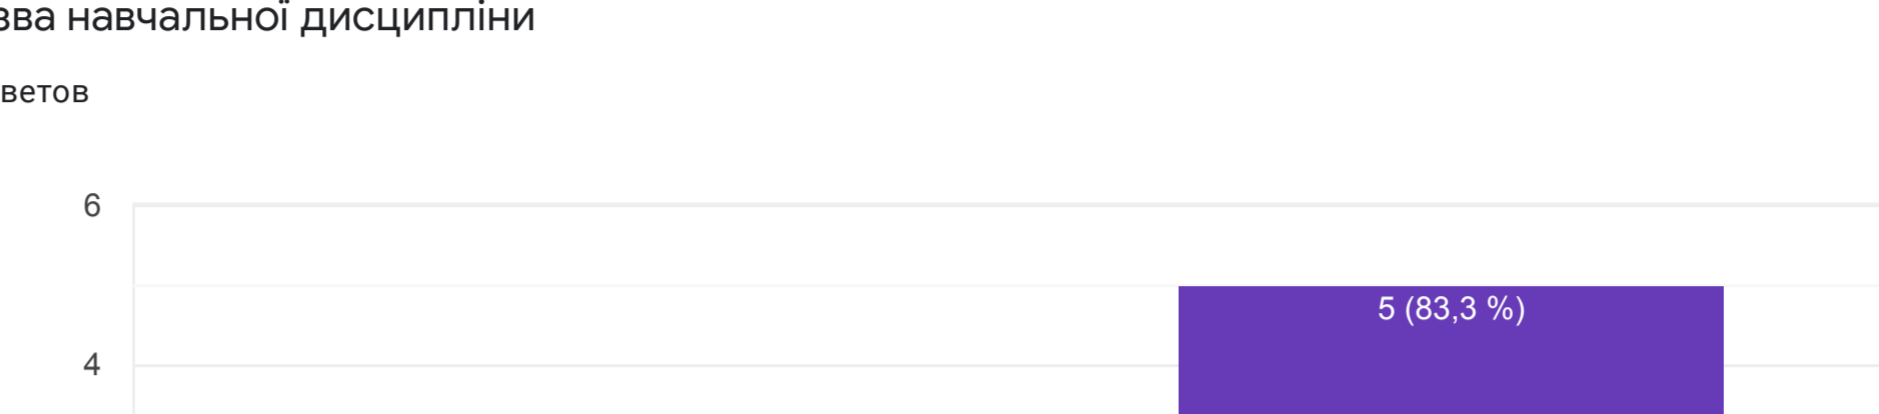 зва навчальної дисципліни
ветов
6
5 (83,3 %)
4